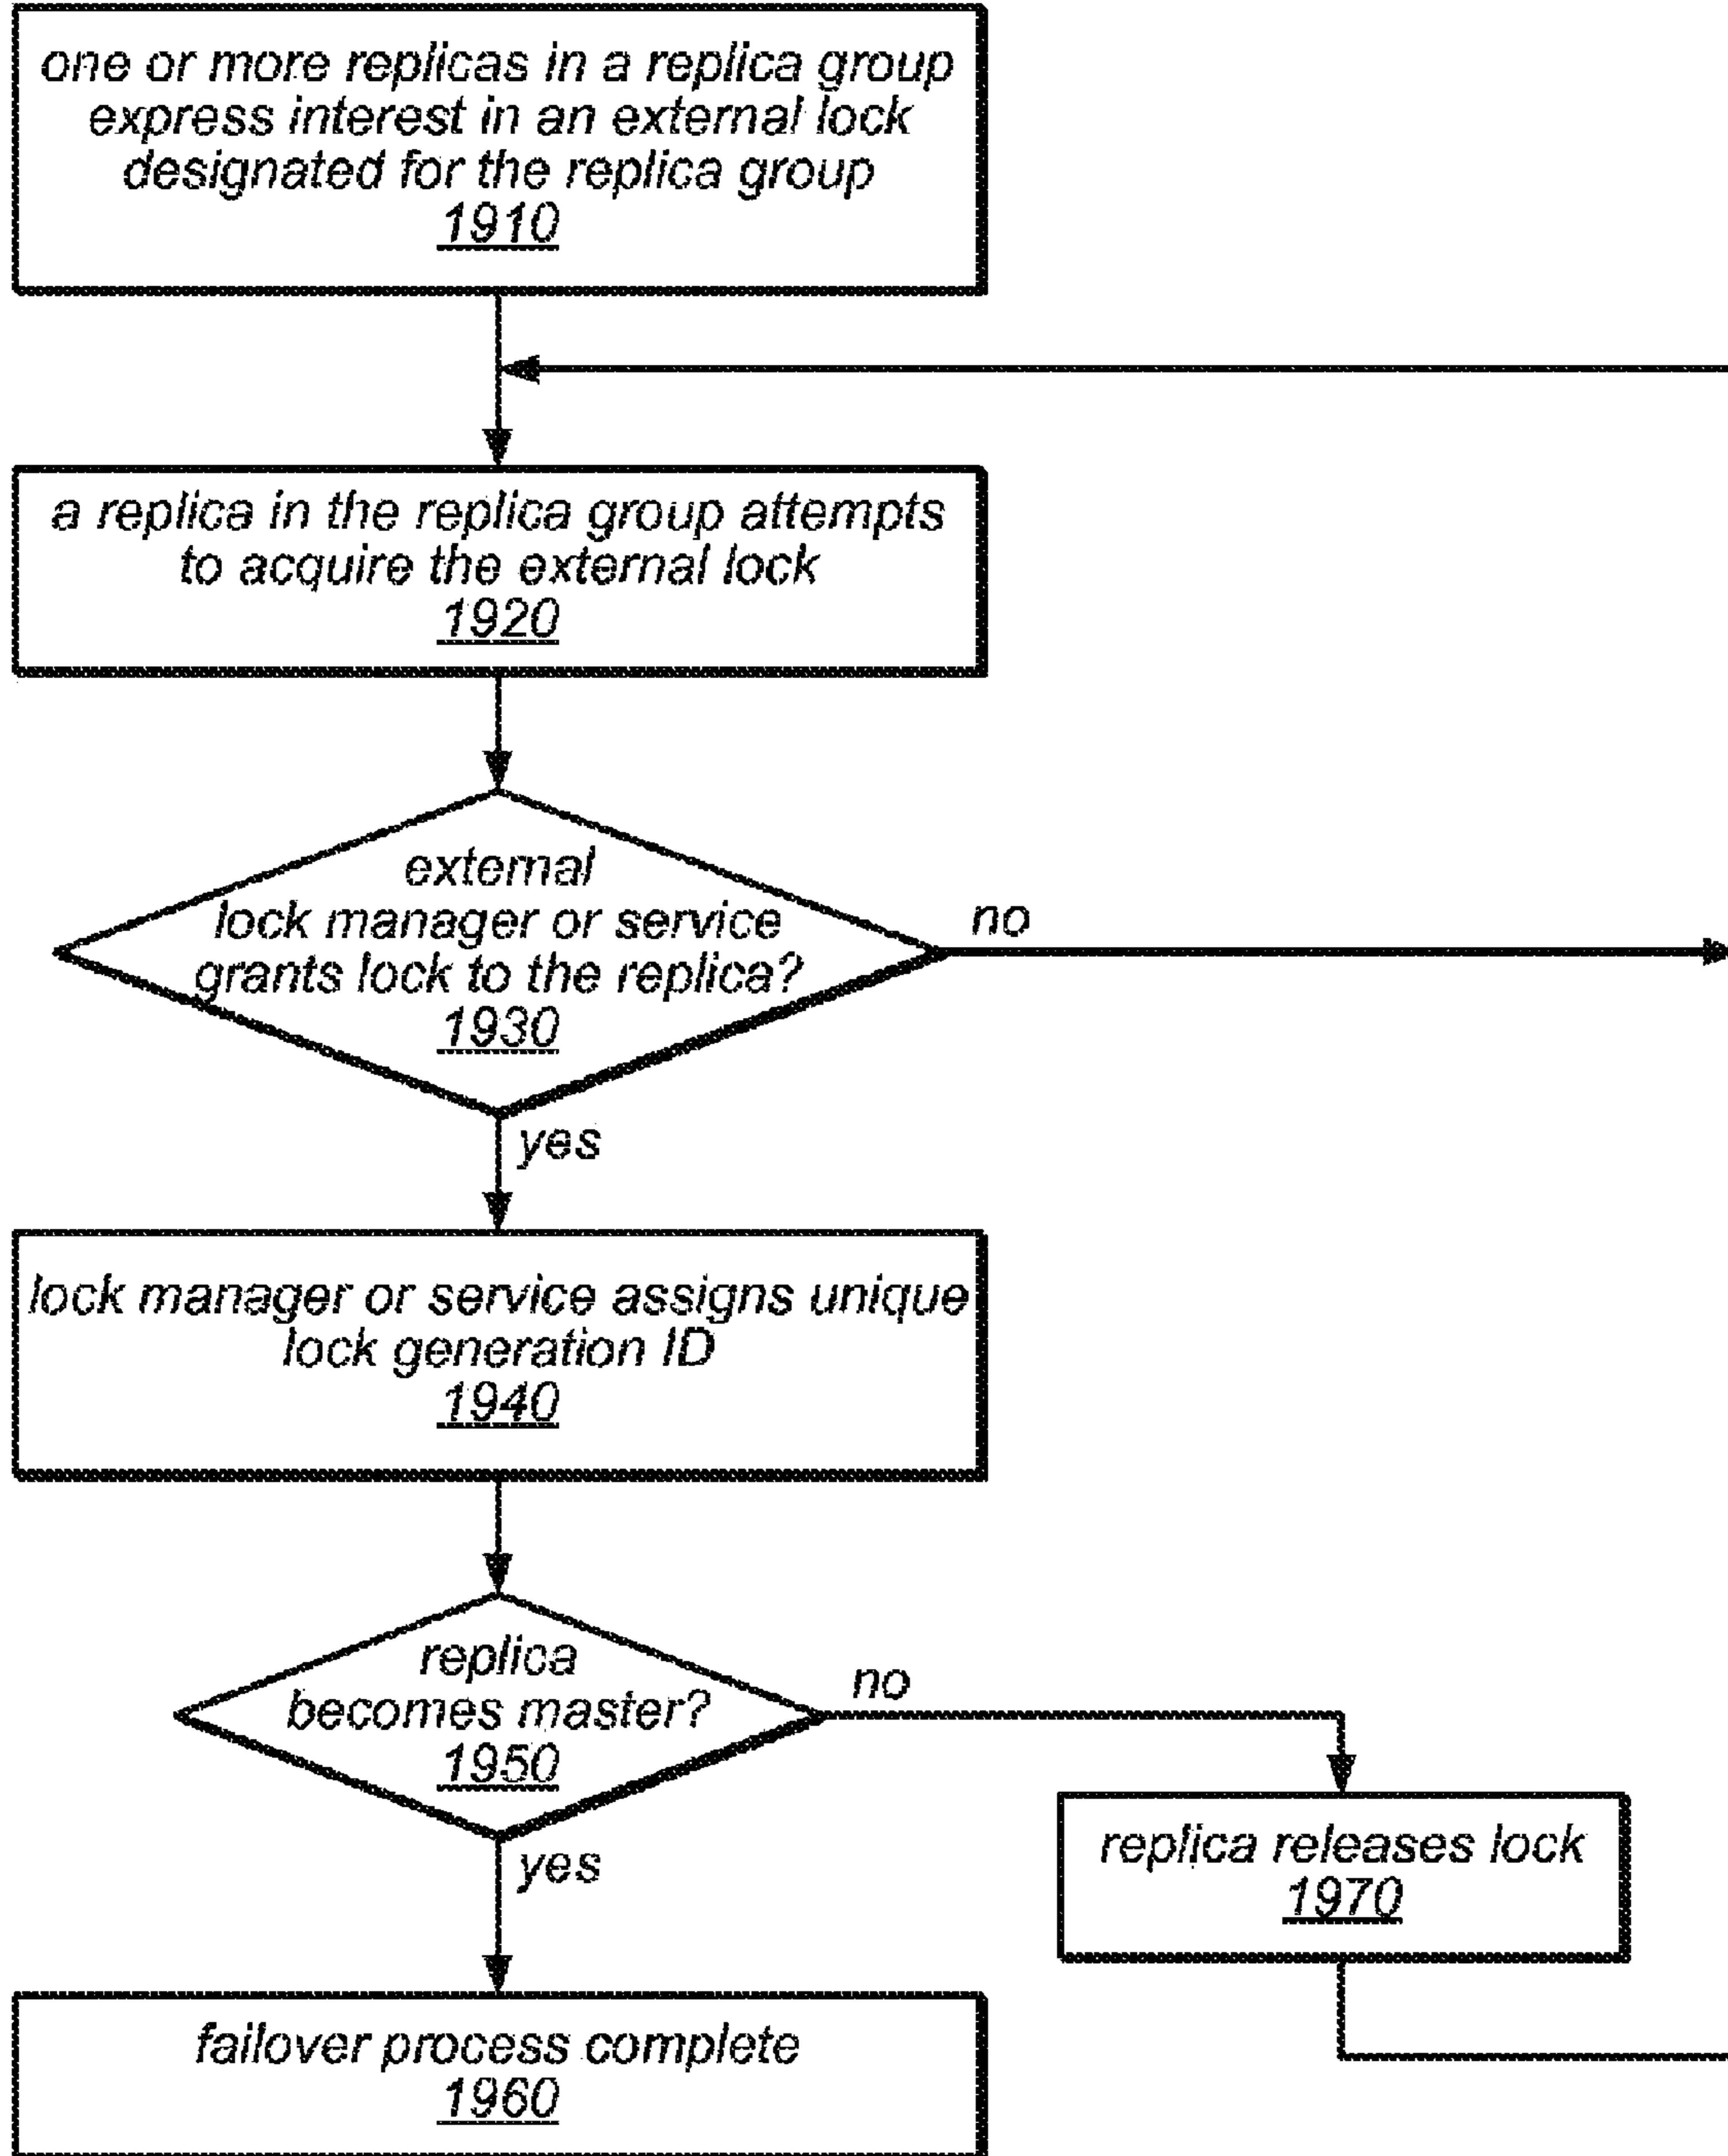 one or more replicas in a replica group
express interest in an external lock
designated for the replica group
1910
a replica in the replica group attempts
to acquire the external lock
1920
external
lock manager or service
grants lock to the replica?
1930
no
yes
lock manager or service assigns unique
lock generation ID
1940
replica
becomes master?
1950
no
yes
replica releases lock
1970
failover process complete
1960